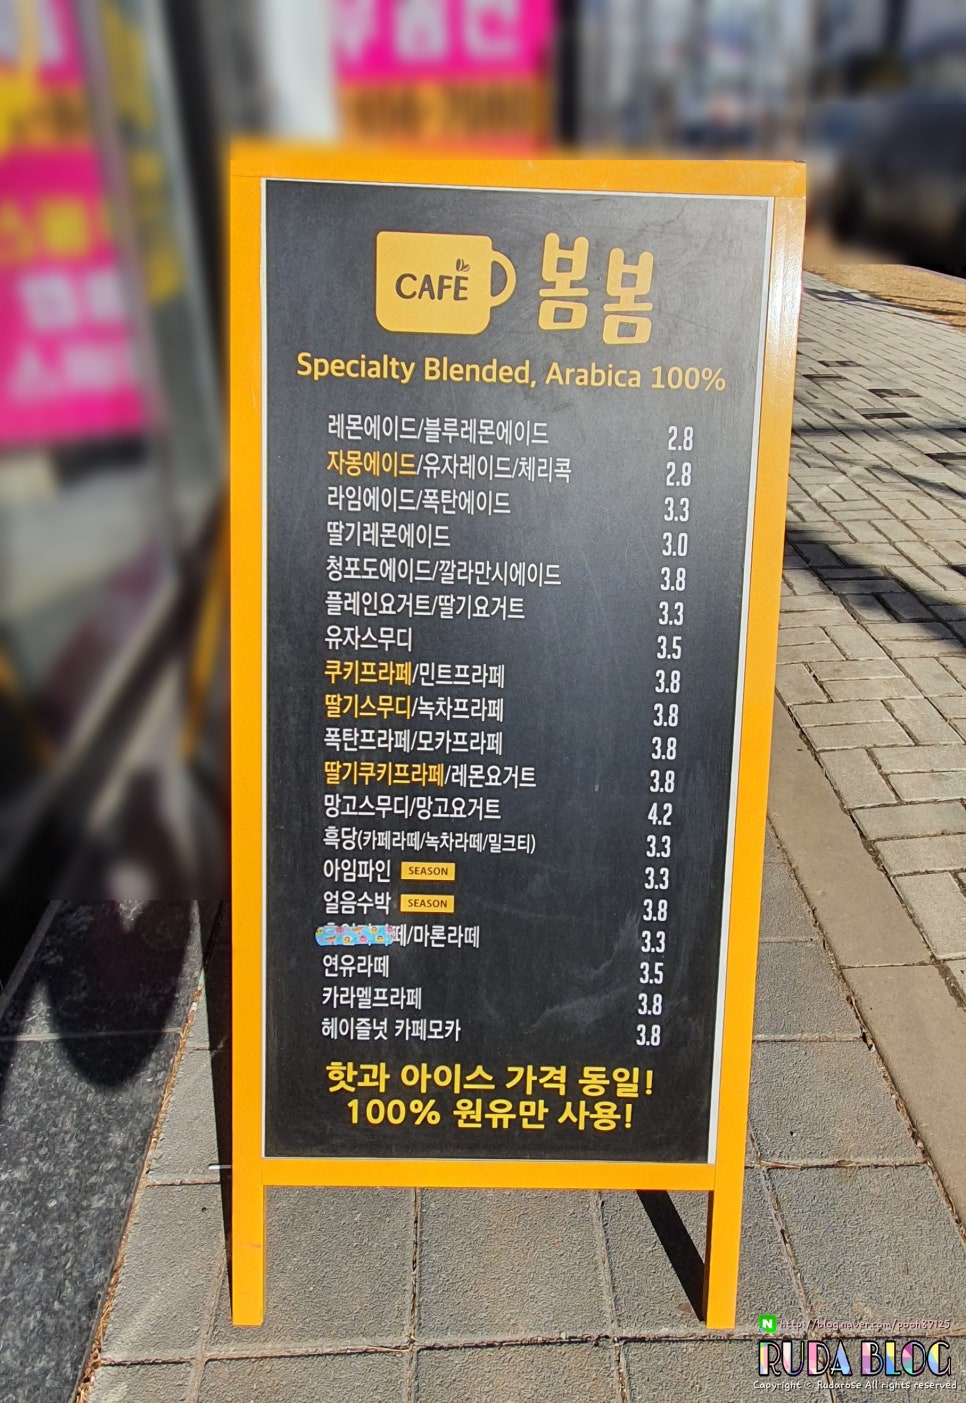 CAFE 봄봄
Specialty Blended, Arabica 100%
레몬에이드/블루레몬에이드 2.8
자몽에이드/유자레이드/체리콕 2.8
라임에이드/폭탄에이드 3.3
딸기레몬에이드 3.0
청포도에이드/깔라만시에이드 3.8
플레인요거트/딸기요거트 3.3
유자스무디 3.5
쿠키프라페/민트프라페 3.8
딸기스무디/녹차프라페 3.8
폭탄프라페/모카프라페 3.8
딸기쿠키프라페/레몬요거트 3.8
망고스무디/망고요거트 4.2
흑당(카페라떼/녹차라떼/밀크티) 3.3
아임파인 SEASON 3.3
얼음수박 SEASON 3.8
떼/마론라떼 3.3
연유라떼 3.5
카라멜프라페 3.8
헤이즐넛 카페모카 3.8
핫과 아이스 가격 동일!
100% 원유만 사용!
N http://blog.naver.com/pooh89125
RUDA BLOG
Copyright © Rudarose All rights reserved